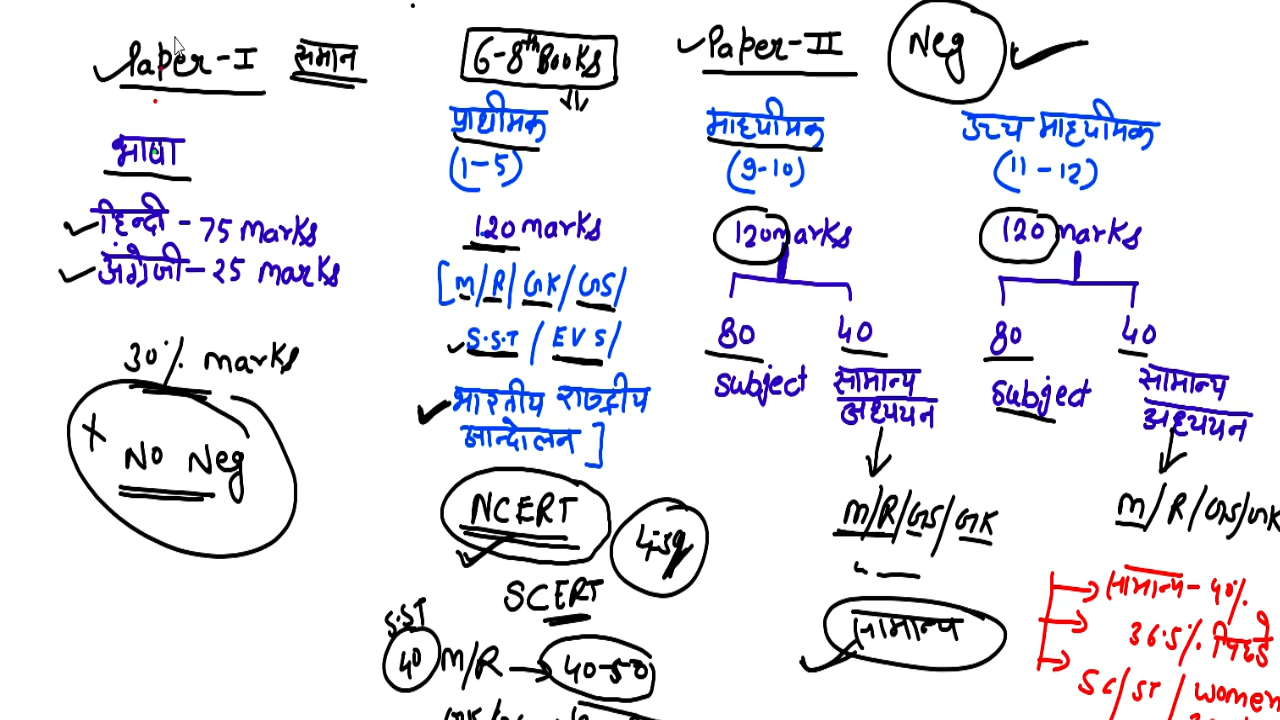 Paper-I समान
भाषा
हिन्दी - 75 marks
अंग्रेजी - 25 marks
30% marks
No Neg
6-8th Books
प्राथमिक
(1-5)
120 marks
[M/R/GK/GS/
S.S.T / EVS/
भारतीय राष्ट्रीय
आन्दोलन]
NCERT
SCERT
S.ST
40 M/R → 40-50
Paper-II Neg
माध्यमिक
(9-10)
120 marks
80 40
subject सामान्य
अध्ययन
M/R/GS/GK
सामान्य
उच्च माध्यमिक
(11-12)
120 marks
80 40
subject सामान्य
अध्ययन
M/R/GS/GK
सामान्य - 40%
36.5% पिछड़े
SC/ST/women